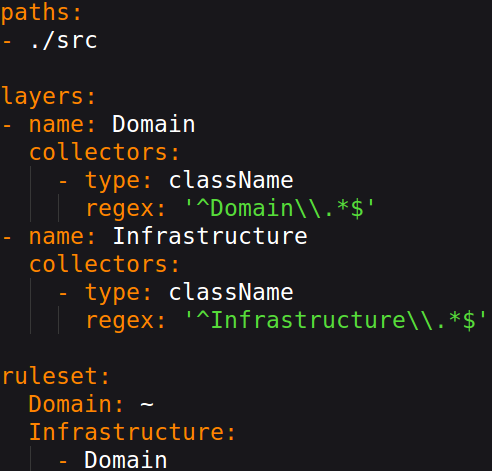 paths:
- ./src
layers:
- name: Domain
collectors:
- type: className
regex: '^Domain\\.*$'
- name: Infrastructure
collectors:
- type: className
regex: '^Infrastructure\\.*$'
ruleset:
Domain: ~
Infrastructure:
- Domain